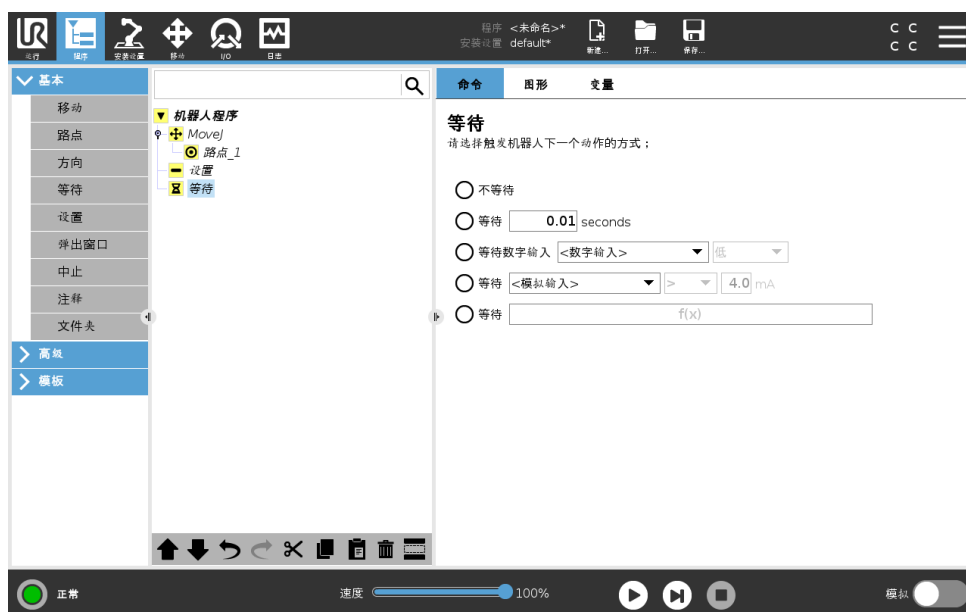 UR
程序 <未命名>*
安装设置 default*
C C
C C
运行 程序 安装设置 移动 I/O 日志 新建... 打开... 保存...
基本
移动
路点
方向
等待
设置
弹出窗口
中止
注释
文件夹
高级
模板
机器人程序
MoveJ
路点_1
设置
等待
命令 图形 变量
等待
请选择触发机器人下一个动作的方式；
不等待
等待 0.01 seconds
等待数字输入 <数字输入> 低
等待 <模拟输入> > 4.0 mA
等待 f(x)
正常 速度 100% 模拟